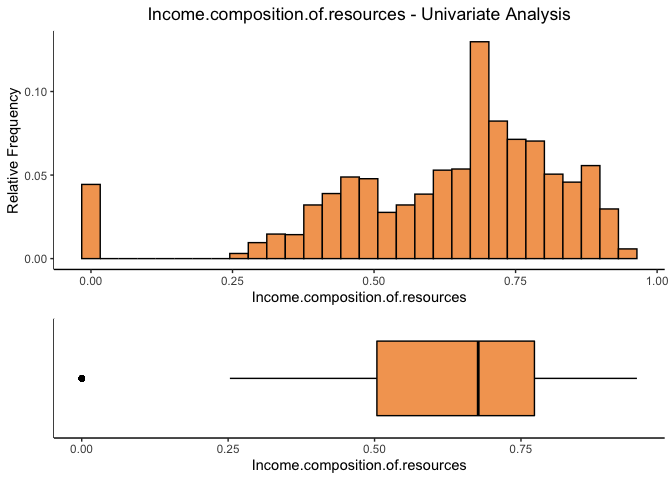 Income.composition.of.resources - Univariate Analysis
Relative Frequency
0.10
0.05
0.00
0.00 0.25 0.50 0.75 1.00
Income.composition.of.resources
0.00 0.25 0.50 0.75
Income.composition.of.resources